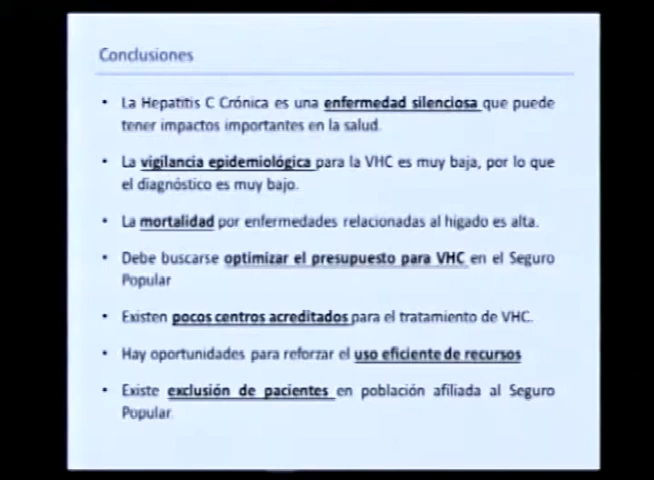 Conclusiones
• La Hepatitis C Crónica es una enfermedad silenciosa que puede
tener impactos importantes en la salud.
• La vigilancia epidemiológica para la VHC es muy baja, por lo que
el diagnóstico es muy bajo.
• La mortalidad por enfermedades relacionadas al hígado es alta.
• Debe buscarse optimizar el presupuesto para VHC en el Seguro
Popular
• Existen pocos centros acreditados para el tratamiento de VHC.
• Hay oportunidades para reforzar el uso eficiente de recursos
• Existe exclusión de pacientes en población afiliada al Seguro
Popular.